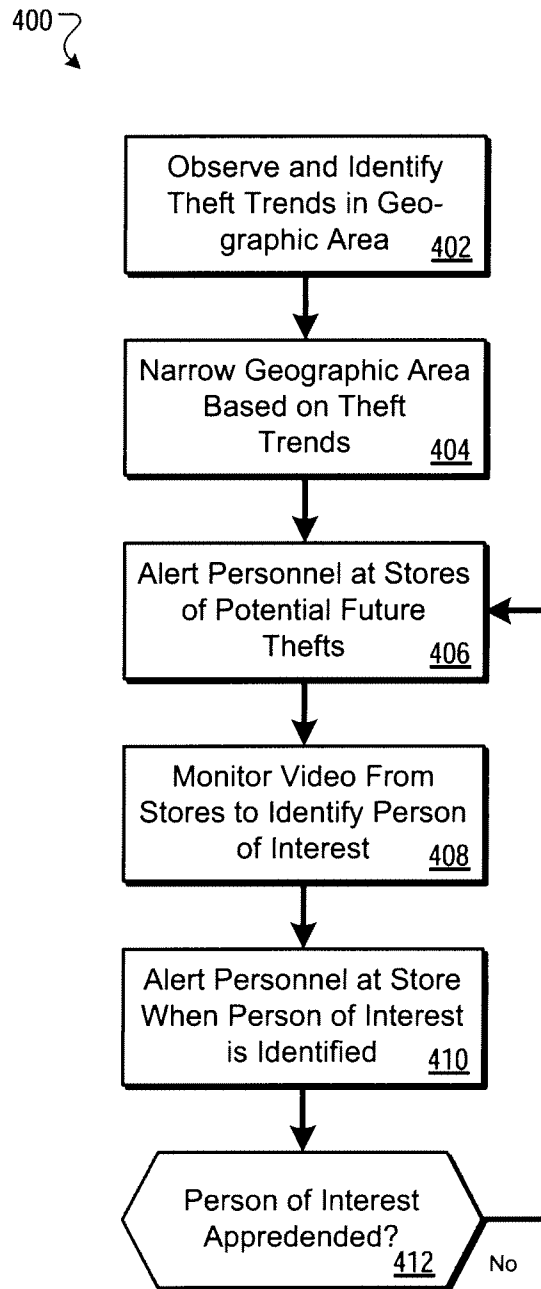 400
Observe and Identify
Theft Trends in Geo-
graphic Area
402
Narrow Geographic Area
Based on Theft
Trends
404
Alert Personnel at Stores
of Potential Future
Thefts
406
Monitor Video From
Stores to Identify Person
of Interest
408
Alert Personnel at Store
When Person of Interest
is Identified
410
Person of Interest
Appredended?
412
No